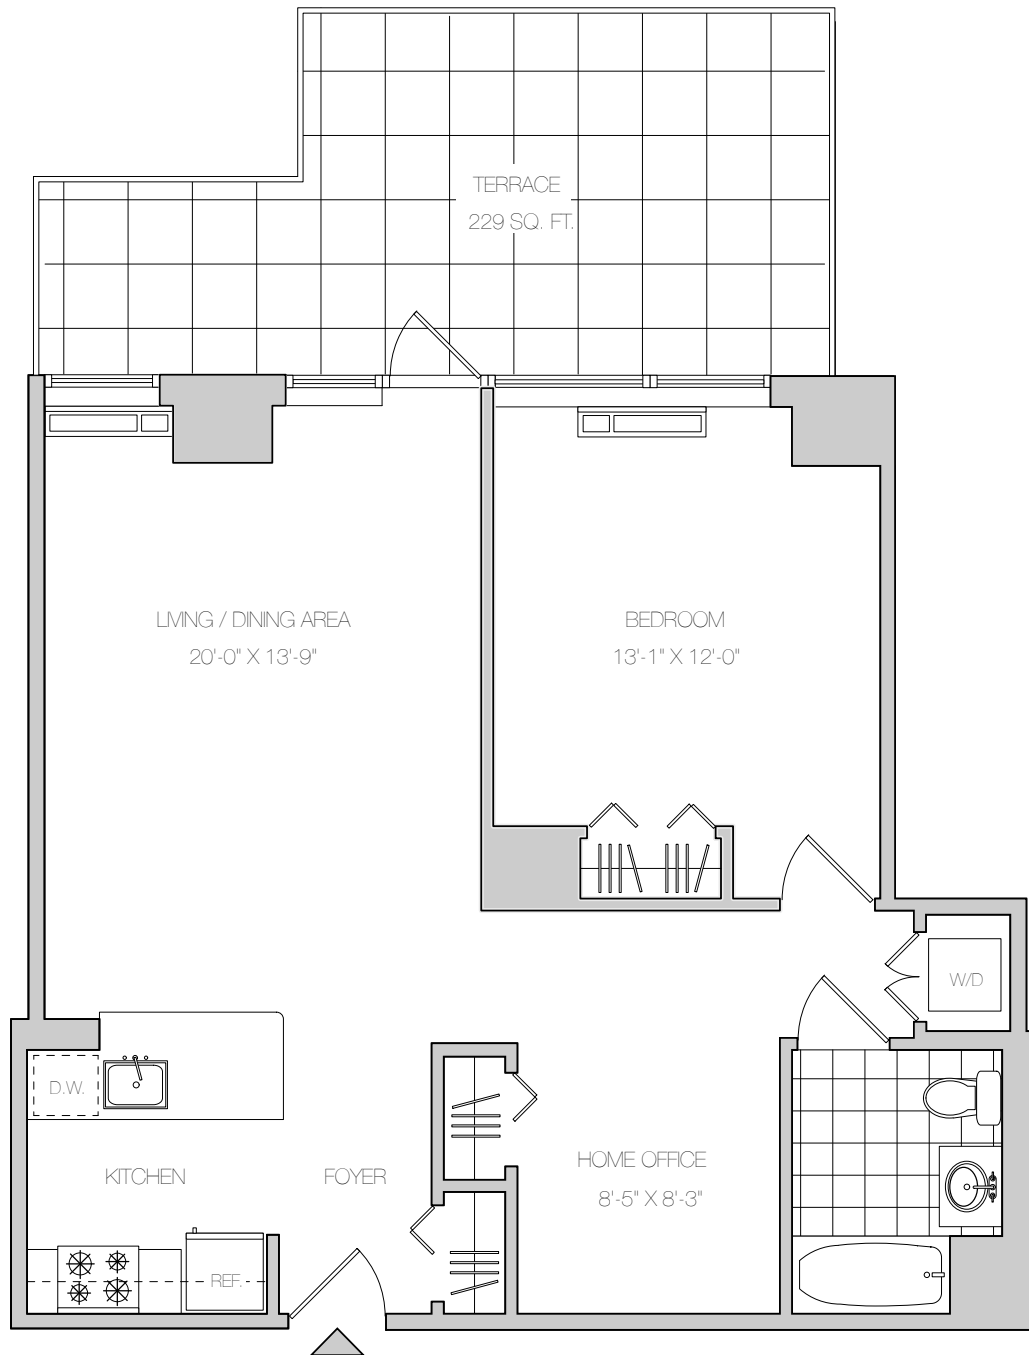 TERRACE
229 SQ. FT.
LIVING / DINING AREA
20'-0" X 13'-9"
BEDROOM
13'-1" X 12'-0"
W/D
D.W.
KITCHEN
FOYER
HOME OFFICE
8'-5" X 8'-3"
REF.